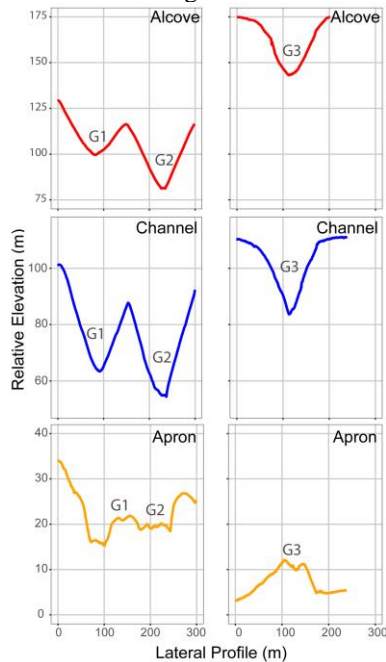 Alcove
Alcove
175
150
125
100
75
G1
G2
G3
Channel
Channel
100
80
60
G1
G2
G3
Relative Elevation (m)
Apron
Apron
40
30
20
10
0
G1
G2
G3
0 100 200 300
0 100 200 300
Lateral Profile (m)